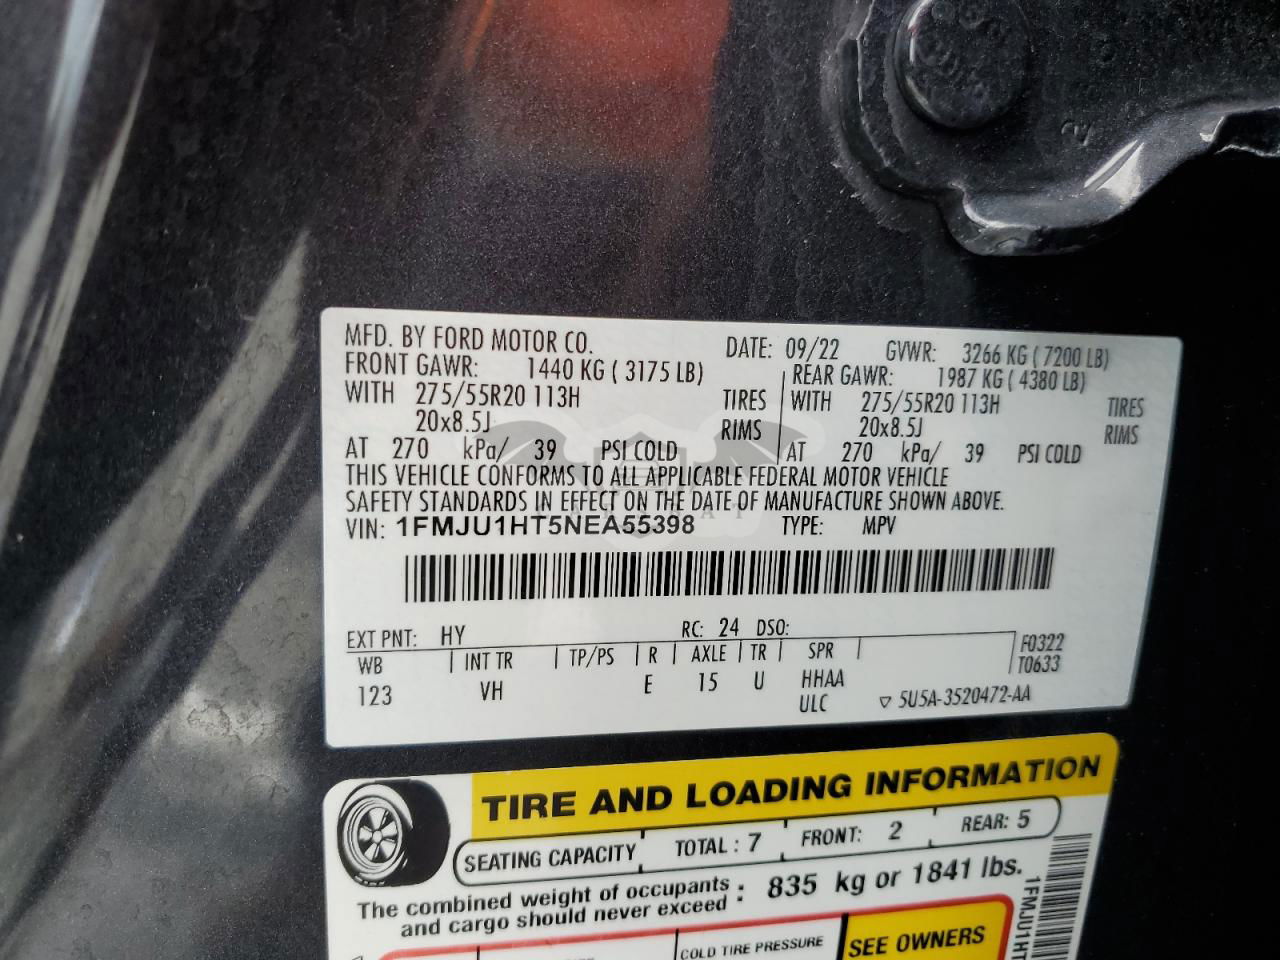 MFD. BY FORD MOTOR CO.
DATE: 09/22 GVWR: 3266 KG ( 7200 LB)
FRONT GAWR: 1440 KG ( 3175 LB)
REAR GAWR: 1987 KG ( 4380 LB)
WITH 275/55R20 113H TIRES
WITH 275/55R20 113H TIRES
20x8.5J RIMS
20x8.5J RIMS
AT 270 kPa/ 39 PSI COLD
AT 270 kPa/ 39 PSI COLD
THIS VEHICLE CONFORMS TO ALL APPLICABLE FEDERAL MOTOR VEHICLE
SAFETY STANDARDS IN EFFECT ON THE DATE OF MANUFACTURE SHOWN ABOVE.
VIN: 1FMJU1HT5NEA55398 TYPE: MPV
EXT PNT: HY RC: 24 DSO:
WB INT TR TP/PS R AXLE TR SPR
F0322
T0633
123 VH E 15 U HHAA
ULC
▽ 5U5A-3520472-AA
TIRE AND LOADING INFORMATION
SEATING CAPACITY TOTAL : 7 FRONT: 2 REAR: 5
The combined weight of occupants
and cargo should never exceed : 835 kg or 1841 lbs.
COLD TIRE PRESSURE
SEE OWNERS
1FMJU1HT